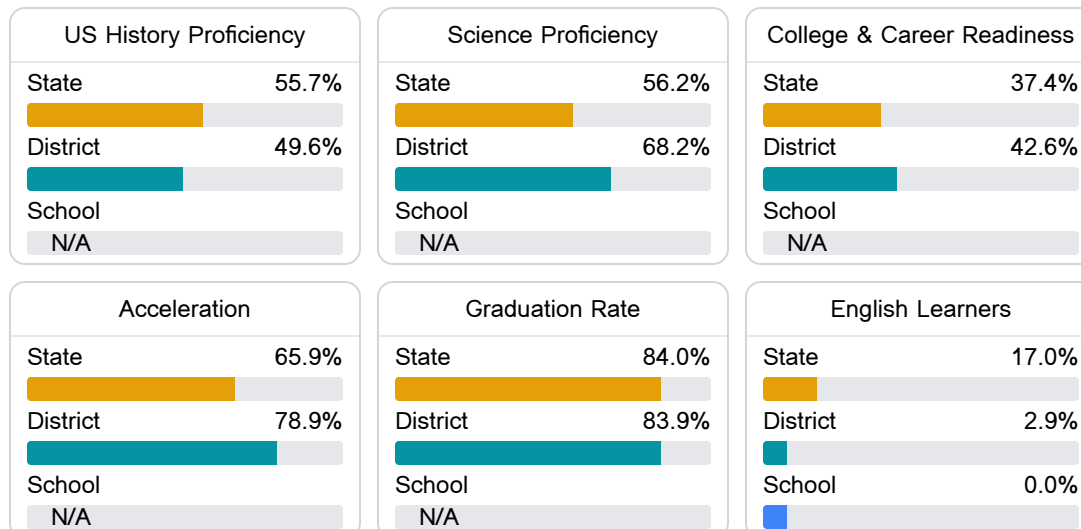 US History Proficiency
State 55.7%
District 49.6%
School
N/A
Science Proficiency
State 56.2%
District 68.2%
School
N/A
College & Career Readiness
State 37.4%
District 42.6%
School
N/A
Acceleration
State 65.9%
District 78.9%
School
N/A
Graduation Rate
State 84.0%
District 83.9%
School
N/A
English Learners
State 17.0%
District 2.9%
School 0.0%